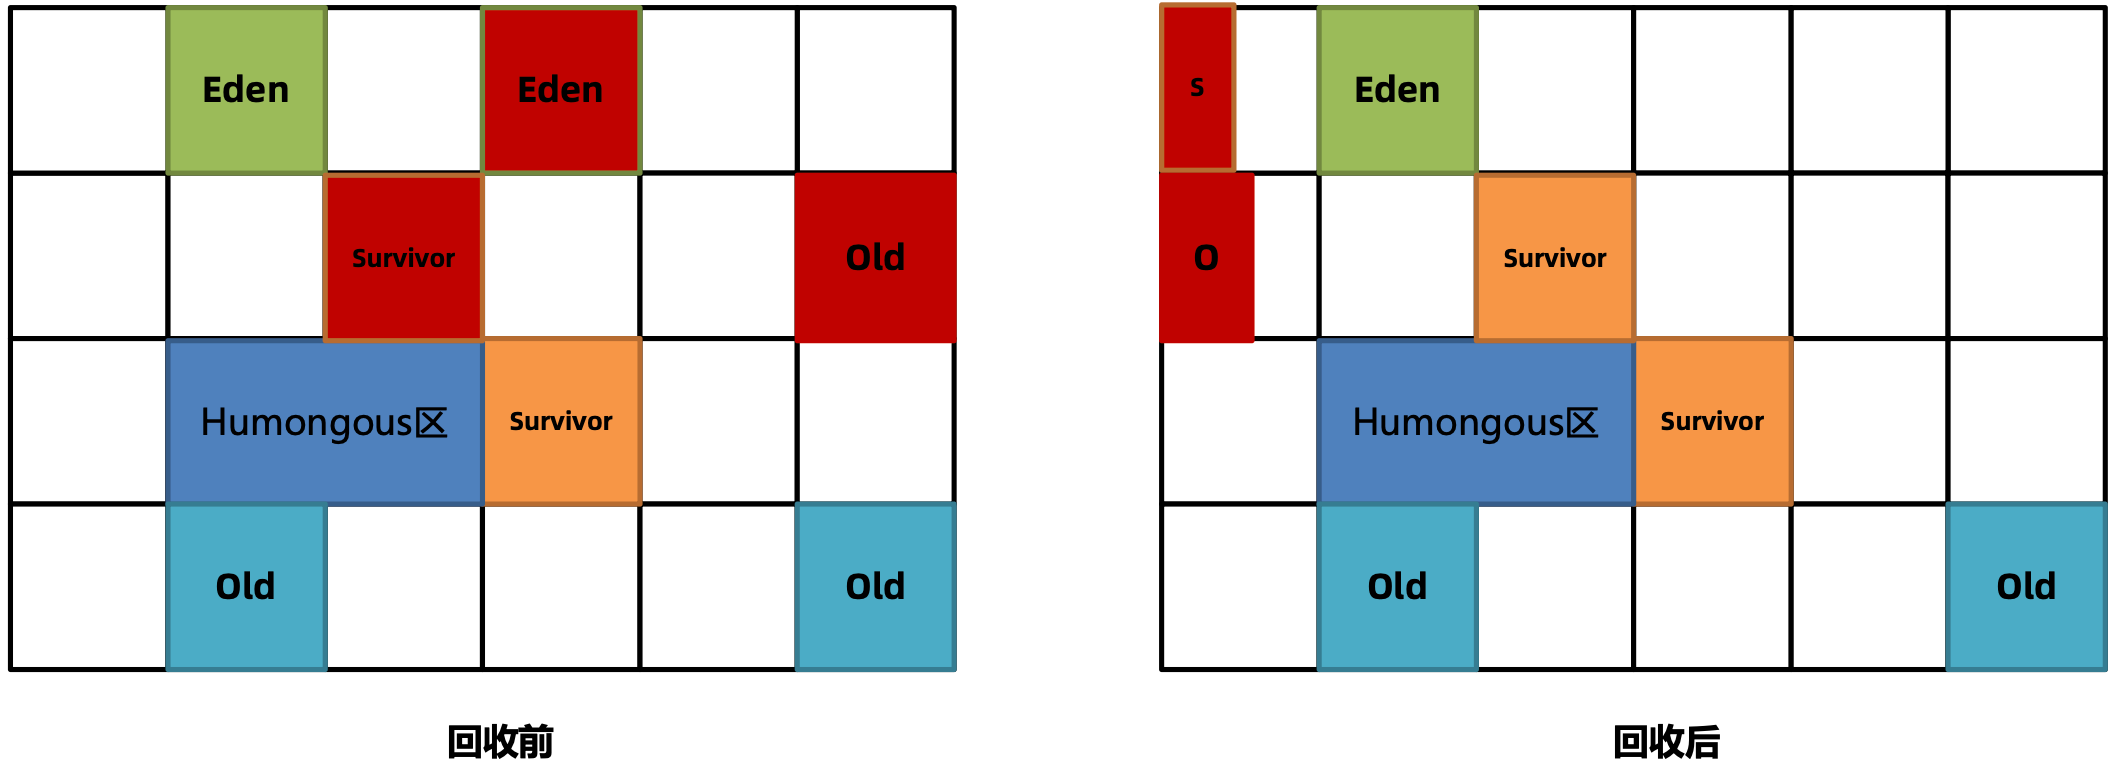 Eden
Eden
Survivor
Old
Humongous区
Survivor
Old
Old
回收前
S
Eden
O
Survivor
Humongous区
Survivor
Old
Old
回收后